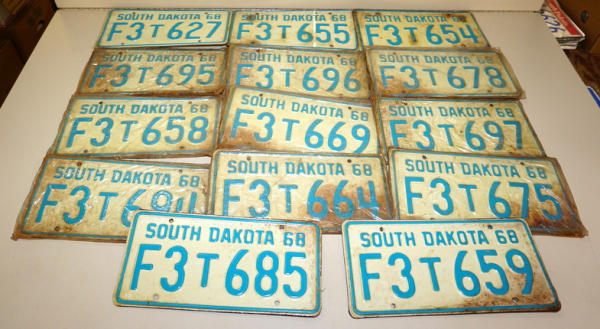 SOUTH DAKOTA 68
F3T627
SOUTH DAKOTA 68
F3T655
SOUTH DAKOTA 68
F3T654
SOUTH DAKOTA 68
F3T695
SOUTH DAKOTA 68
F3T696
SOUTH DAKOTA 68
F3T678
SOUTH DAKOTA 68
F3T658
SOUTH DAKOTA 68
F3T669
SOUTH DAKOTA 68
F3T697
SOUTH DAKOTA 68
SOUTH DAKOTA 68
F3T664
SOUTH DAKOTA 68
F3T675
SOUTH DAKOTA 68
F3T685
SOUTH DAKOTA 68
F3T659